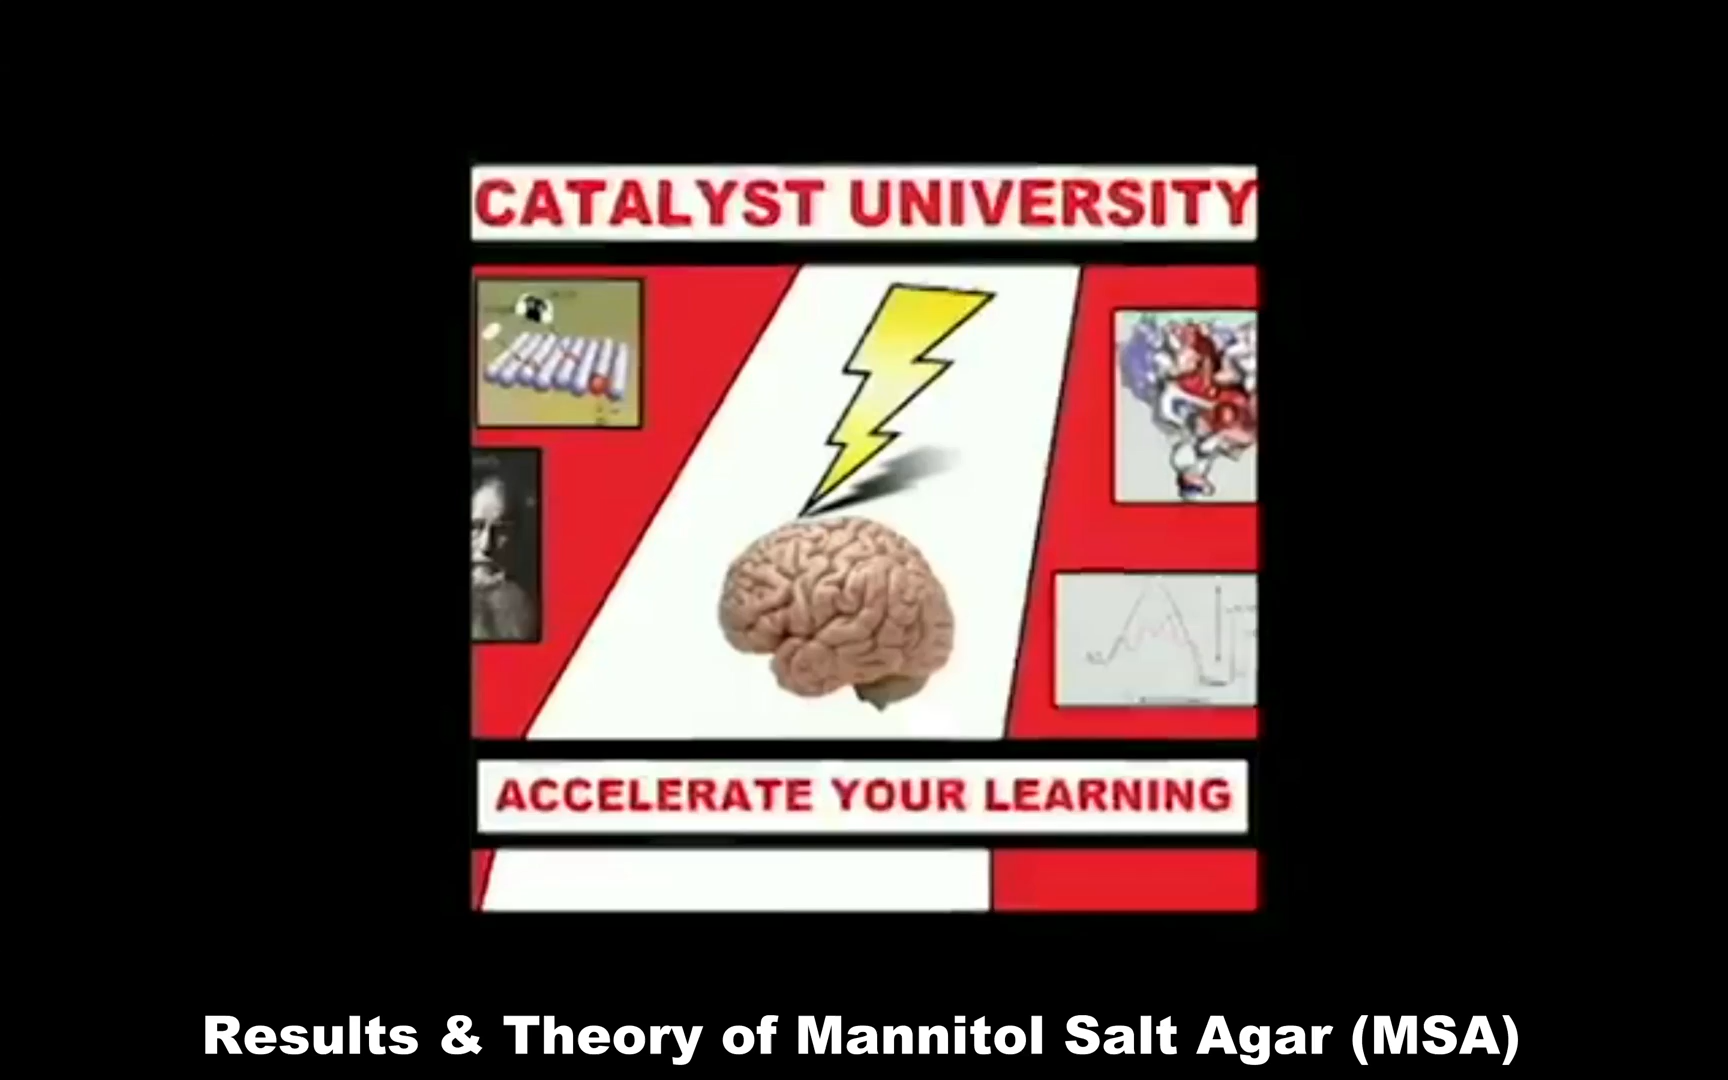 CATALYST UNIVERSITY
ACCELERATE YOUR LEARNING
Results & Theory of Mannitol Salt Agar (MSA)